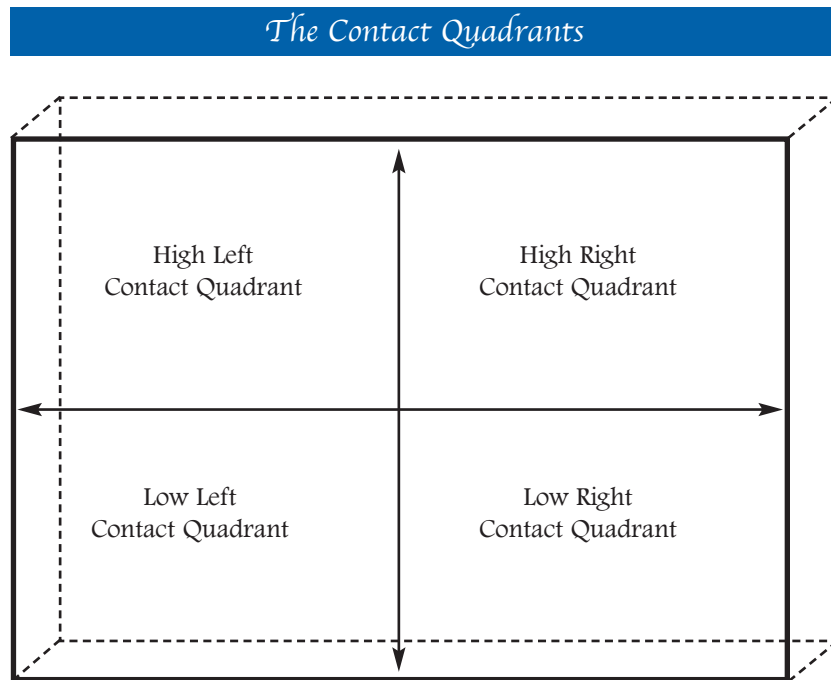 The Contact Quadrants
High Left
Contact Quadrant
High Right
Contact Quadrant
Low Left
Contact Quadrant
Low Right
Contact Quadrant